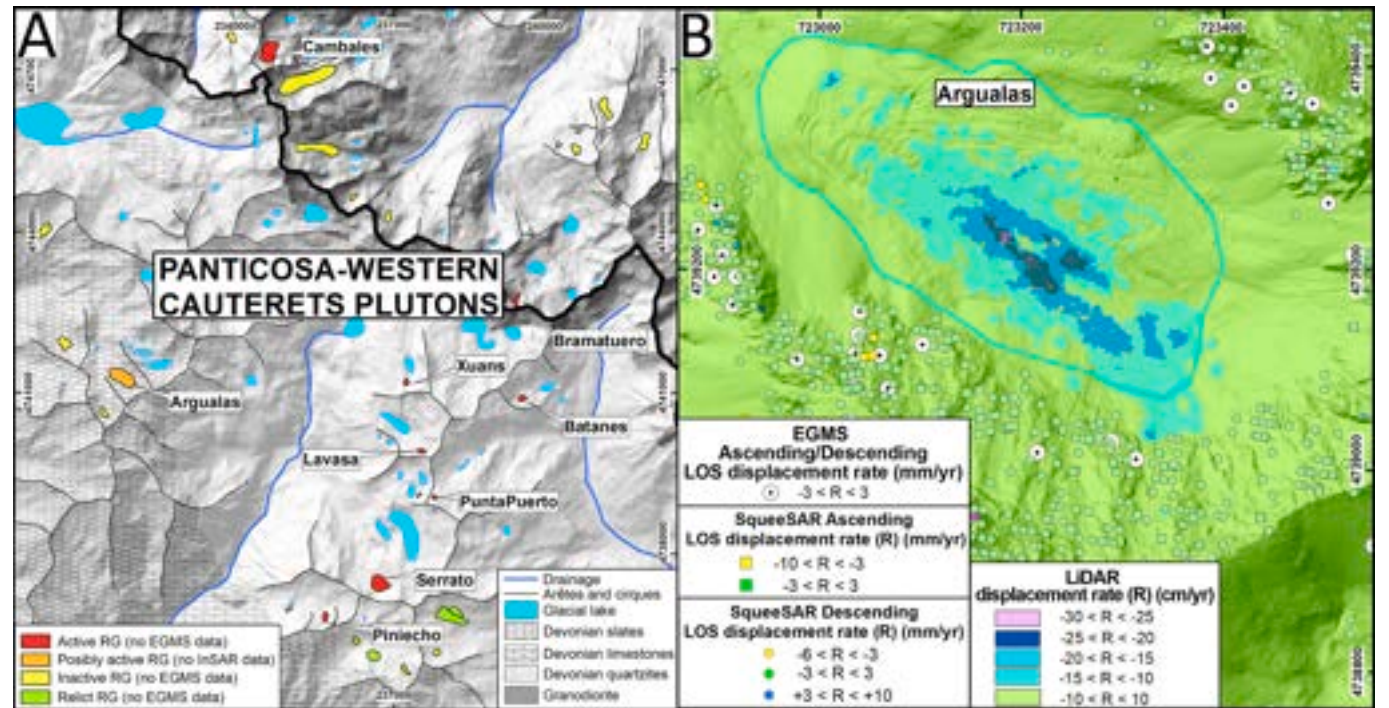 A
Cambales
PANTICOSA-WESTERN
CAUTERETS PLUTONS
Bramatuero
Xuans
Argualas
Batanes
Lavasa
PuntaPuerto
Serrato
Piniecho
Active RG (no EGMS data)
Posibly active RG (no InSAR data)
Inactive RG (no EGMS data)
Relict RG (no EGMS data)
Drainage
Arêtes and cirques
Glacial lake
Devonian slates
Devonian limestones
Devonian quartzites
Granodiorite
B
723000
723200
723400
Argualas
4739400
4739200
4739200
4739000
4738800
EGMS
Ascending/Descending
LOS displacement rate (mm/yr)
-3 < R < 3
SqueeSAR Ascending
LOS displacement rate (R) (mm/yr)
-10 < R < -3
-3 < R < 3
SqueeSAR Descending
LOS displacement rate (R) (mm/yr)
-6 < R < -3
-3 < R < 3
+3 < R < +10
LiDAR
displacement rate (R) (cm/yr)
-30 < R < -25
-25 < R < -20
-20 < R < -15
-15 < R < -10
-10 < R < 10